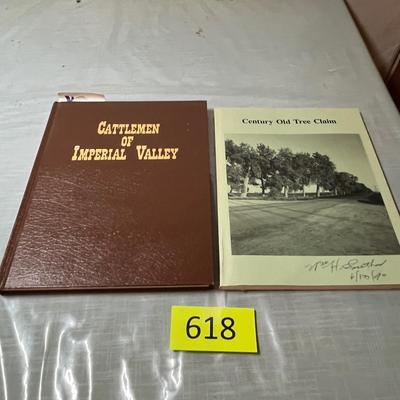 CATTLEMEN
OF
IMPERIAL VALLEY
Century Old Tree Claim
618